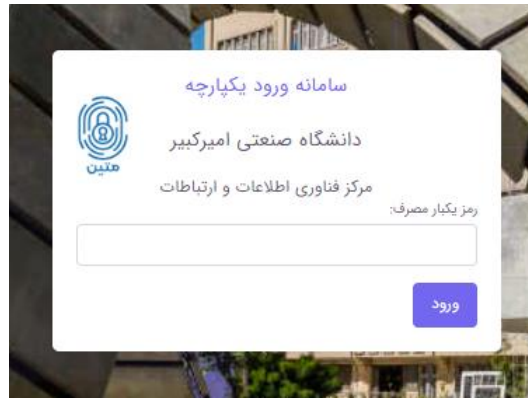 سامانه ورود یکپارچه
دانشگاه صنعتی امیرکبیر
متین
مرکز فناوری اطلاعات و ارتباطات
رمز یکبار مصرف:
ورود